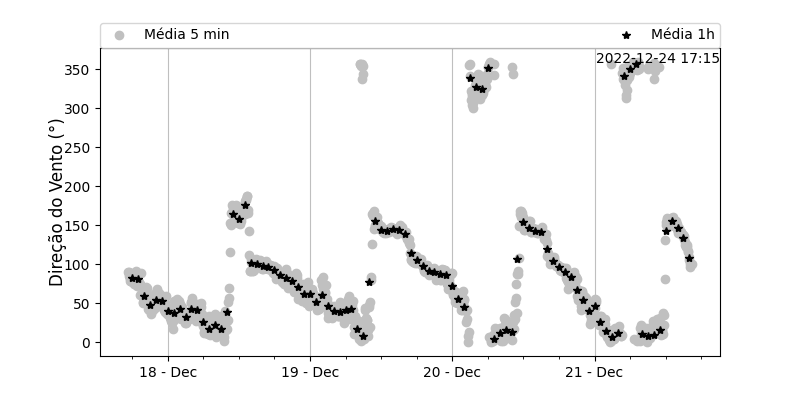 Média 5 min
Média 1h
2022-12-24 17:15
Direção do Vento (°)
350
300
250
200
150
100
50
0
18 - Dec
19 - Dec
20 - Dec
21 - Dec